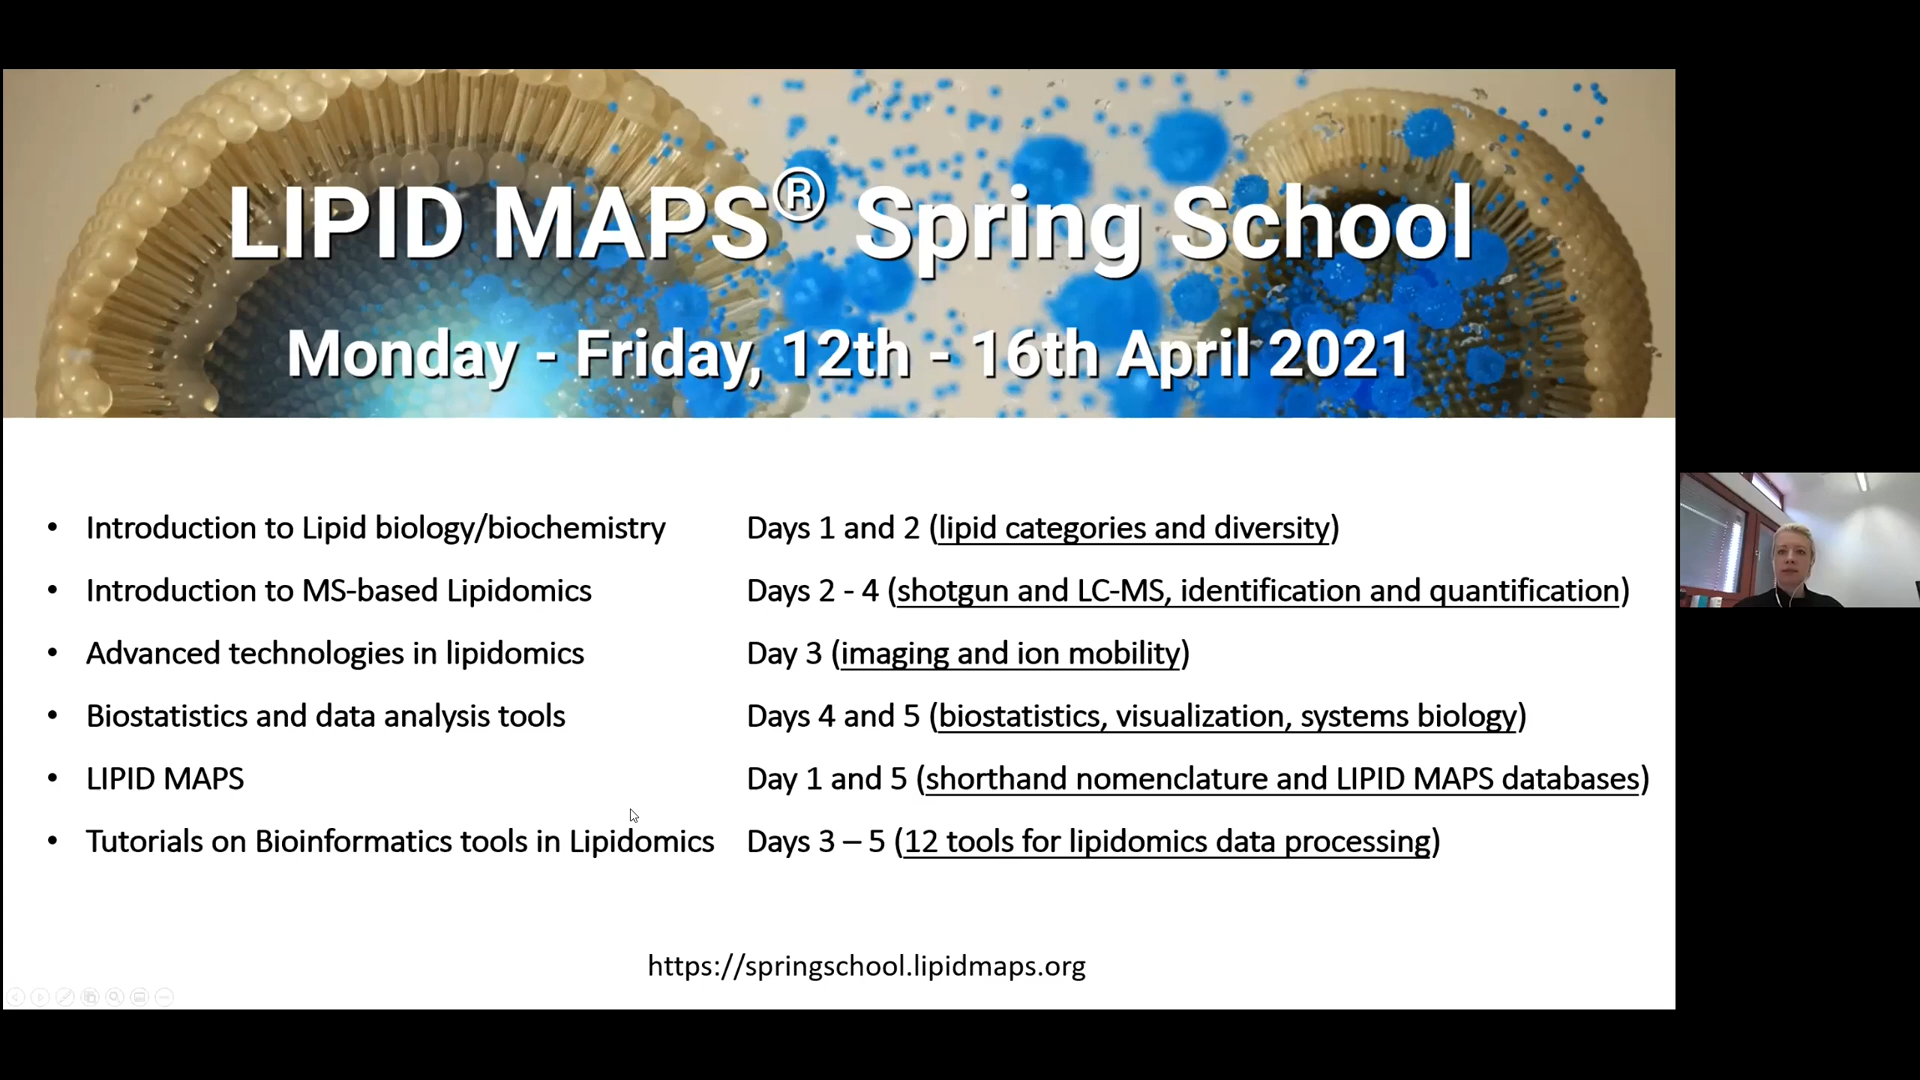 LIPID MAPS® Spring School
Monday - Friday, 12th - 16th April 2021
• Introduction to Lipid biology/biochemistry Days 1 and 2 (lipid categories and diversity)
• Introduction to MS-based Lipidomics Days 2 - 4 (shotgun and LC-MS, identification and quantification)
• Advanced technologies in lipidomics Day 3 (imaging and ion mobility)
• Biostatistics and data analysis tools Days 4 and 5 (biostatistics, visualization, systems biology)
• LIPID MAPS Day 1 and 5 (shorthand nomenclature and LIPID MAPS databases)
• Tutorials on Bioinformatics tools in Lipidomics Days 3 – 5 (12 tools for lipidomics data processing)
https://springschool.lipidmaps.org